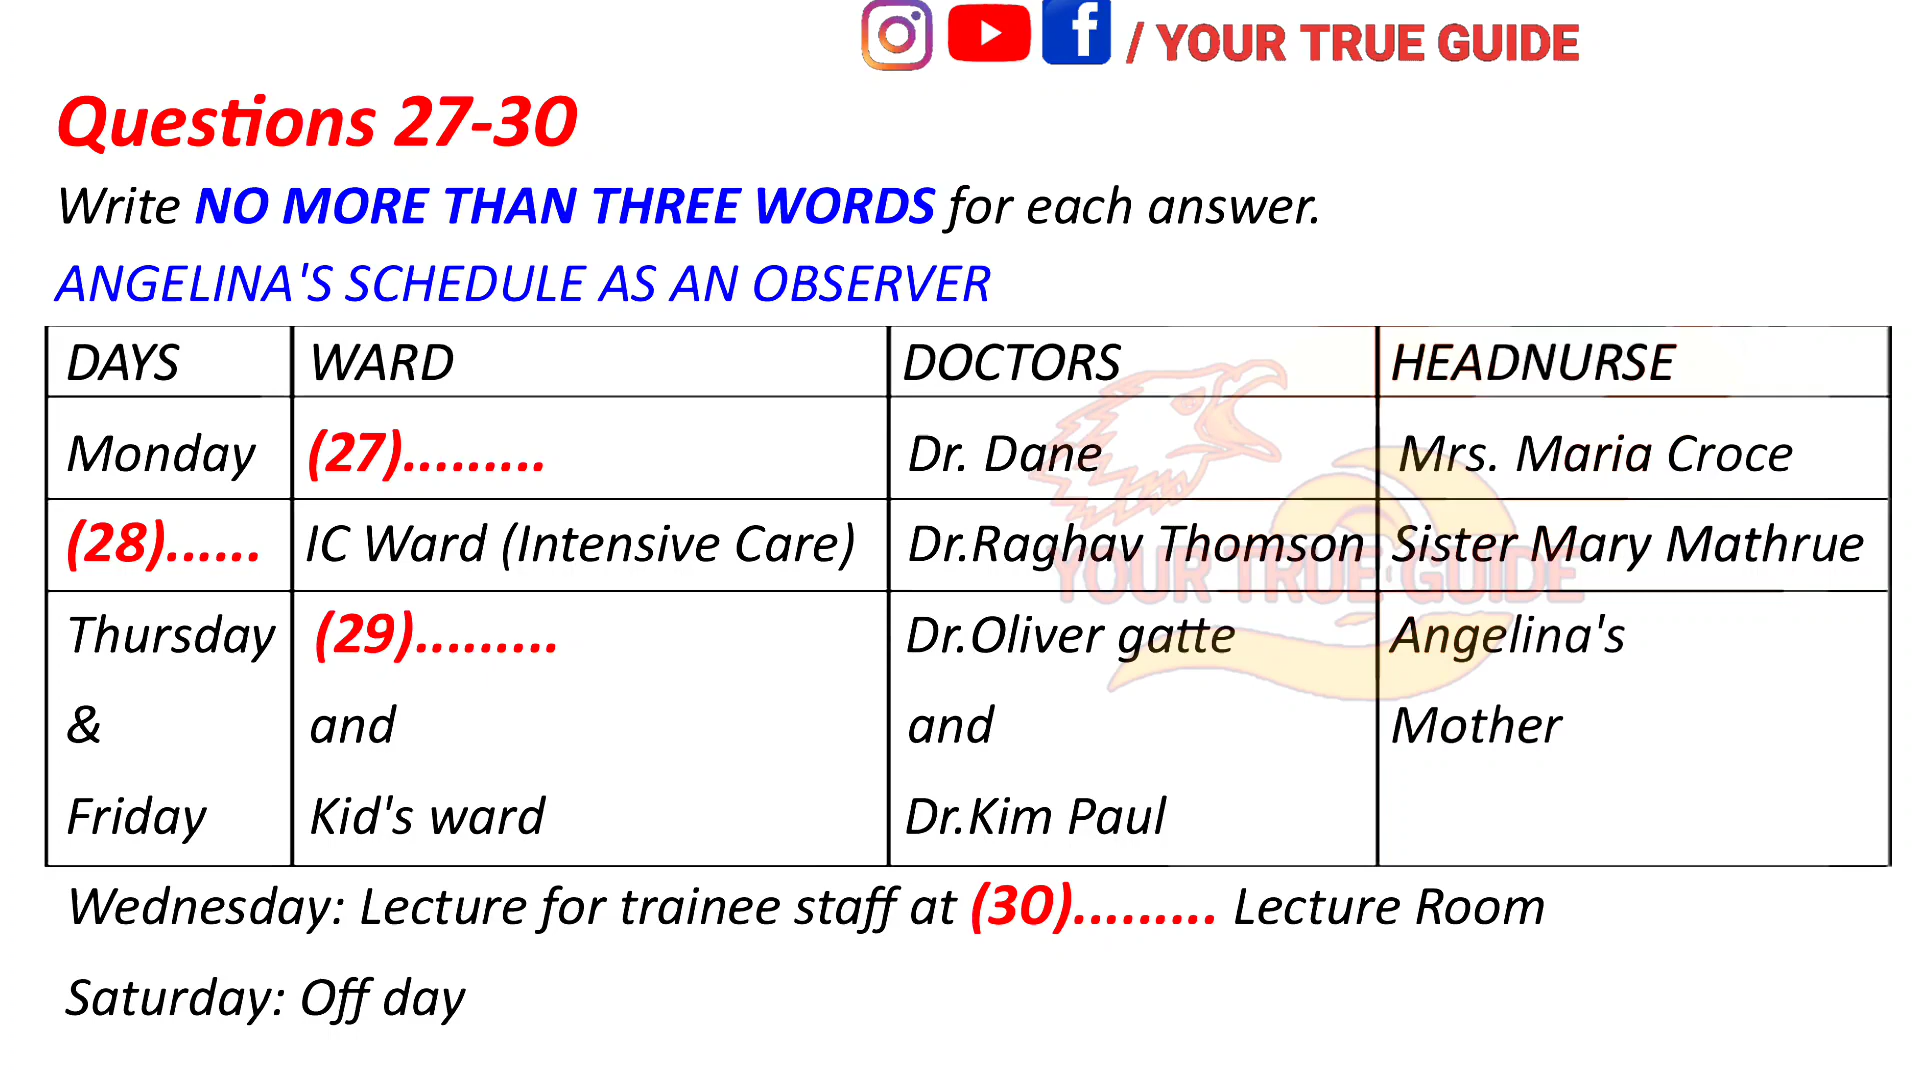 / YOUR TRUE GUIDE
Questions 27-30
Write NO MORE THAN THREE WORDS for each answer.
ANGELINA'S SCHEDULE AS AN OBSERVER
DAYS WARD DOCTORS HEADNURSE
Monday (27)......... Dr. Dane Mrs. Maria Croce
(28)...... IC Ward (Intensive Care) Dr.Raghav Thomson Sister Mary Mathrue
YOUR TRUE GUIDE
Thursday (29)......... Dr.Oliver gatte Angelina's
& and and Mother
Friday Kid's ward Dr.Kim Paul
Wednesday: Lecture for trainee staff at (30)......... Lecture Room
Saturday: Off day